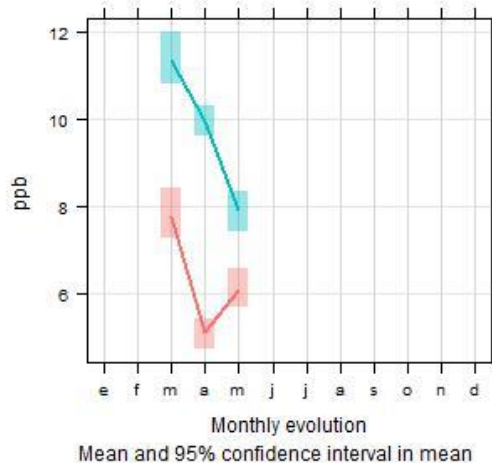 12
10
8
6
ppb
e f m a m j j a s o n d
Monthly evolution
Mean and 95% confidence interval in mean